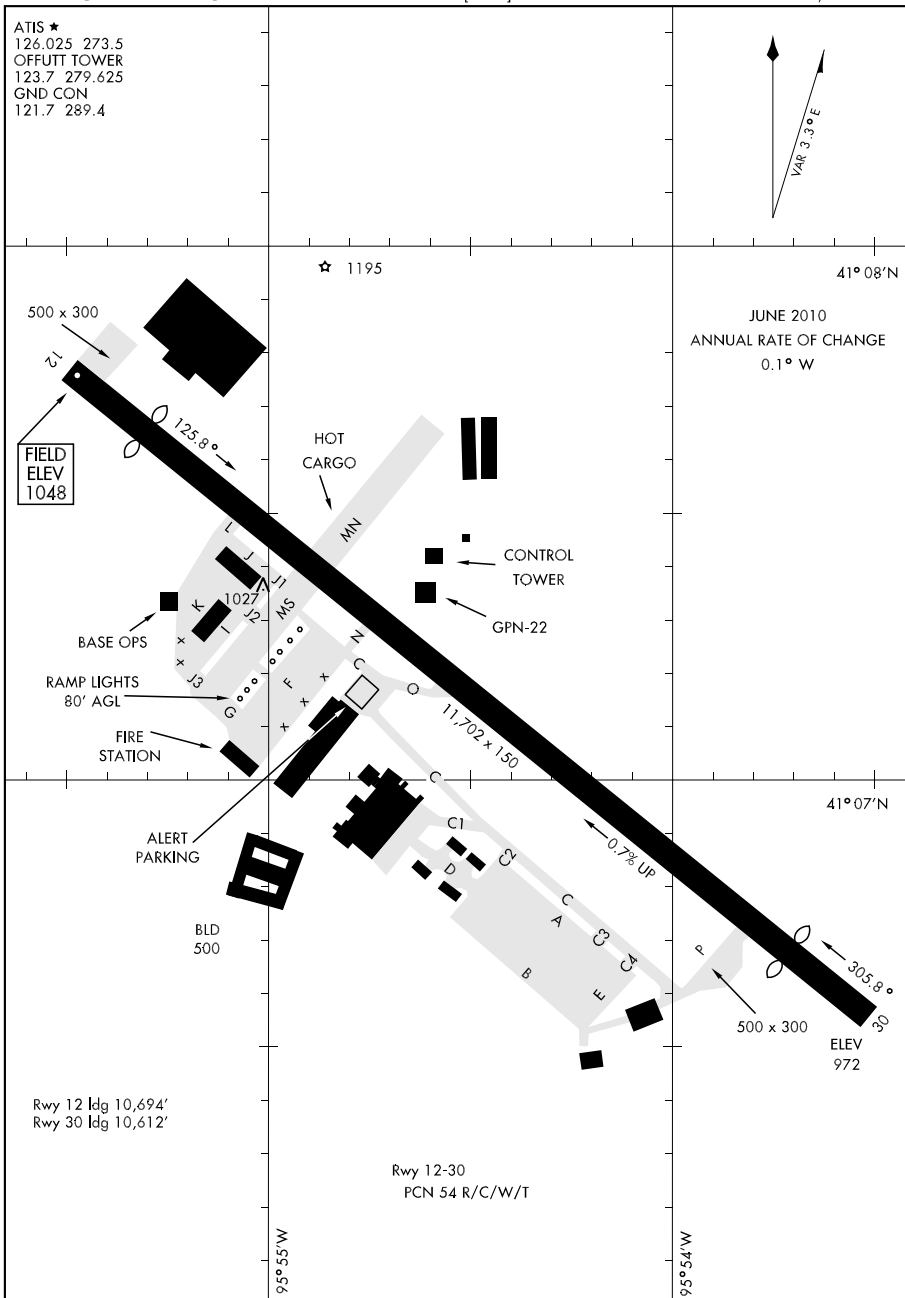 ATIS ★
126.025 273.5
OFFUTT TOWER
123.7 279.625
GND CON
121.7 289.4
VAR 3.3° E
1195
41° 08'N
500 x 300
JUNE 2010
ANNUAL RATE OF CHANGE
0.1° W
12
125.8°
FIELD
ELEV
1048
HOT
CARGO
MN
L
J
J1
1027
J2
MS
K
I
CONTROL
TOWER
GPN-22
BASE OPS
x
x
J3
N
C
O
F
x
x
x
RAMP LIGHTS
80' AGL
G
11,702 x 150
FIRE
STATION
C
41° 07'N
ALERT
PARKING
C1
C2
D
0.7% UP
C
A
C3
C4
B
E
P
BLD
500
305.8°
500 x 300
30
ELEV
972
Rwy 12 ldg 10,694'
Rwy 30 ldg 10,612'
Rwy 12-30
PCN 54 R/C/W/T
95° 55'W
95° 54'W